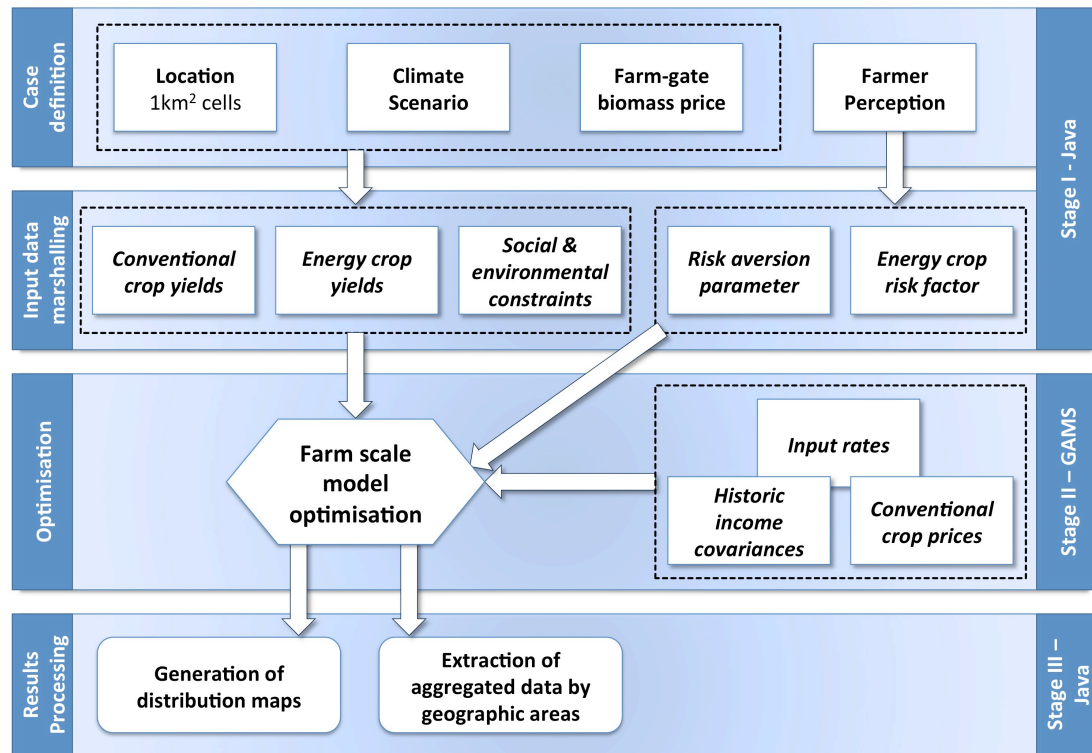 Case
definition
Location
1km² cells
Climate
Scenario
Farm-gate
biomass price
Farmer
Perception
Stage I - Java
Input data
marshalling
Conventional
crop yields
Energy crop
yields
Social &
environmental
constraints
Risk aversion
parameter
Energy crop
risk factor
Optimisation
Farm scale
model
optimisation
Input rates
Historic
income
covariances
Conventional
crop prices
Stage II – GAMS
Results
Processing
Generation of
distribution maps
Extraction of
aggregated data by
geographic areas
Stage III –
Java